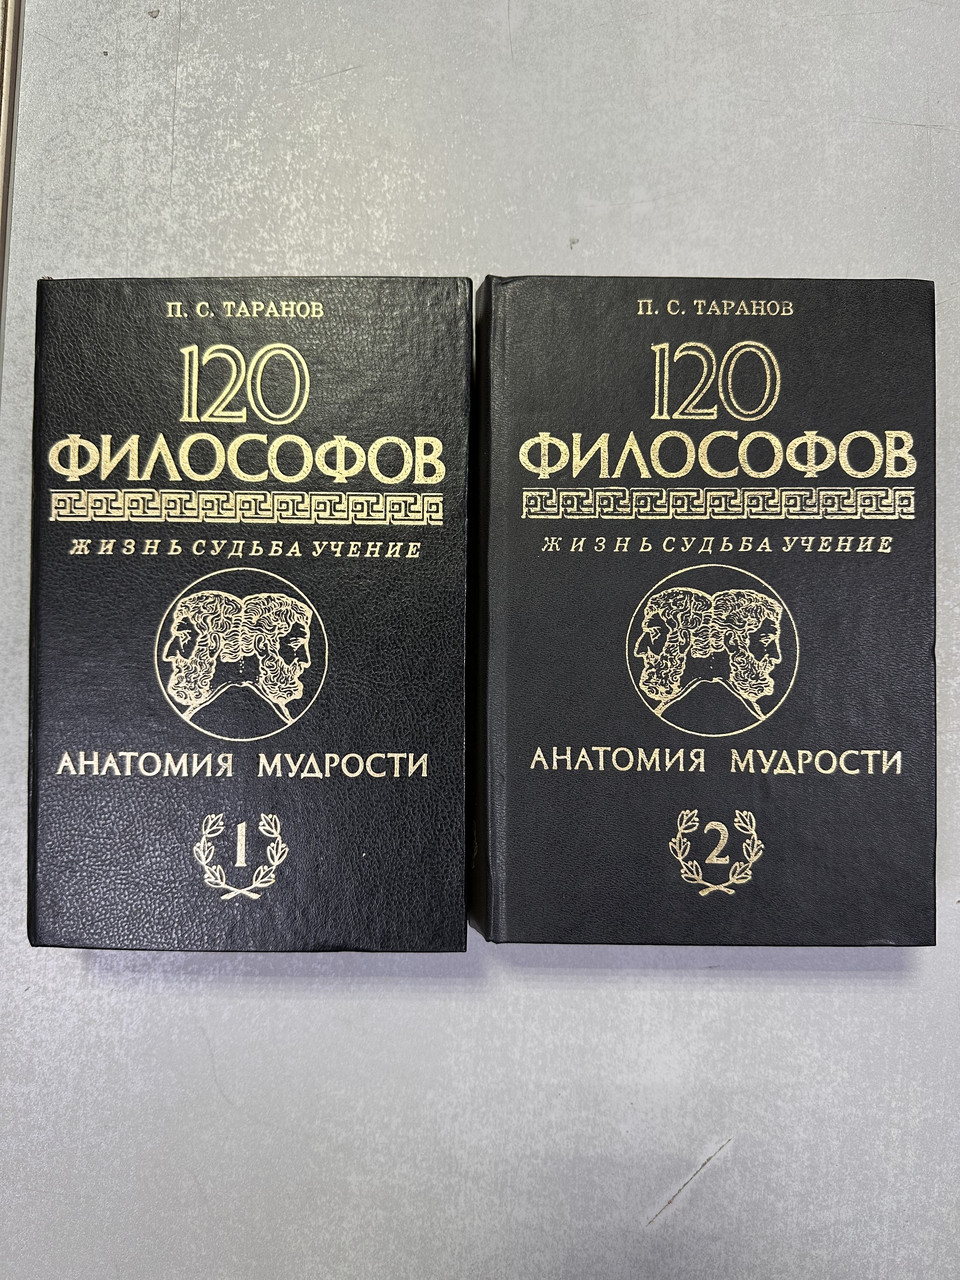 П. С. ТАРАНОВ
120
ФИЛОСОФОВ
ЖИЗНЬ СУДЬБА УЧЕНИЕ
АНАТОМИЯ МУДРОСТИ
1
П. С. ТАРАНОВ
120
ФИЛОСОФОВ
ЖИЗНЬ СУДЬБА УЧЕНИЕ
АНАТОМИЯ МУДРОСТИ
2